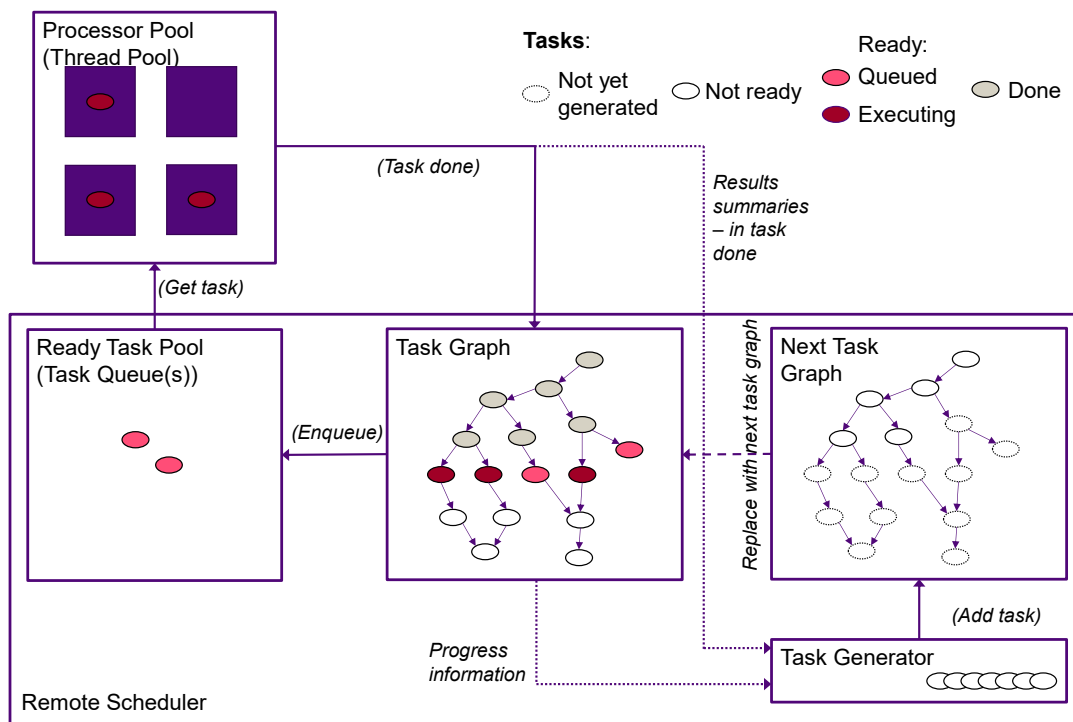 Processor Pool
(Thread Pool)
Tasks:
Not yet
generated
Not ready
Ready:
Queued
Executing
Done
(Task done)
Results
summaries
– in task
done
(Get task)
Ready Task Pool
(Task Queue(s))
(Enqueue)
Task Graph
Replace with next task graph
Next Task
Graph
(Add task)
Progress
information
Task Generator
Remote Scheduler